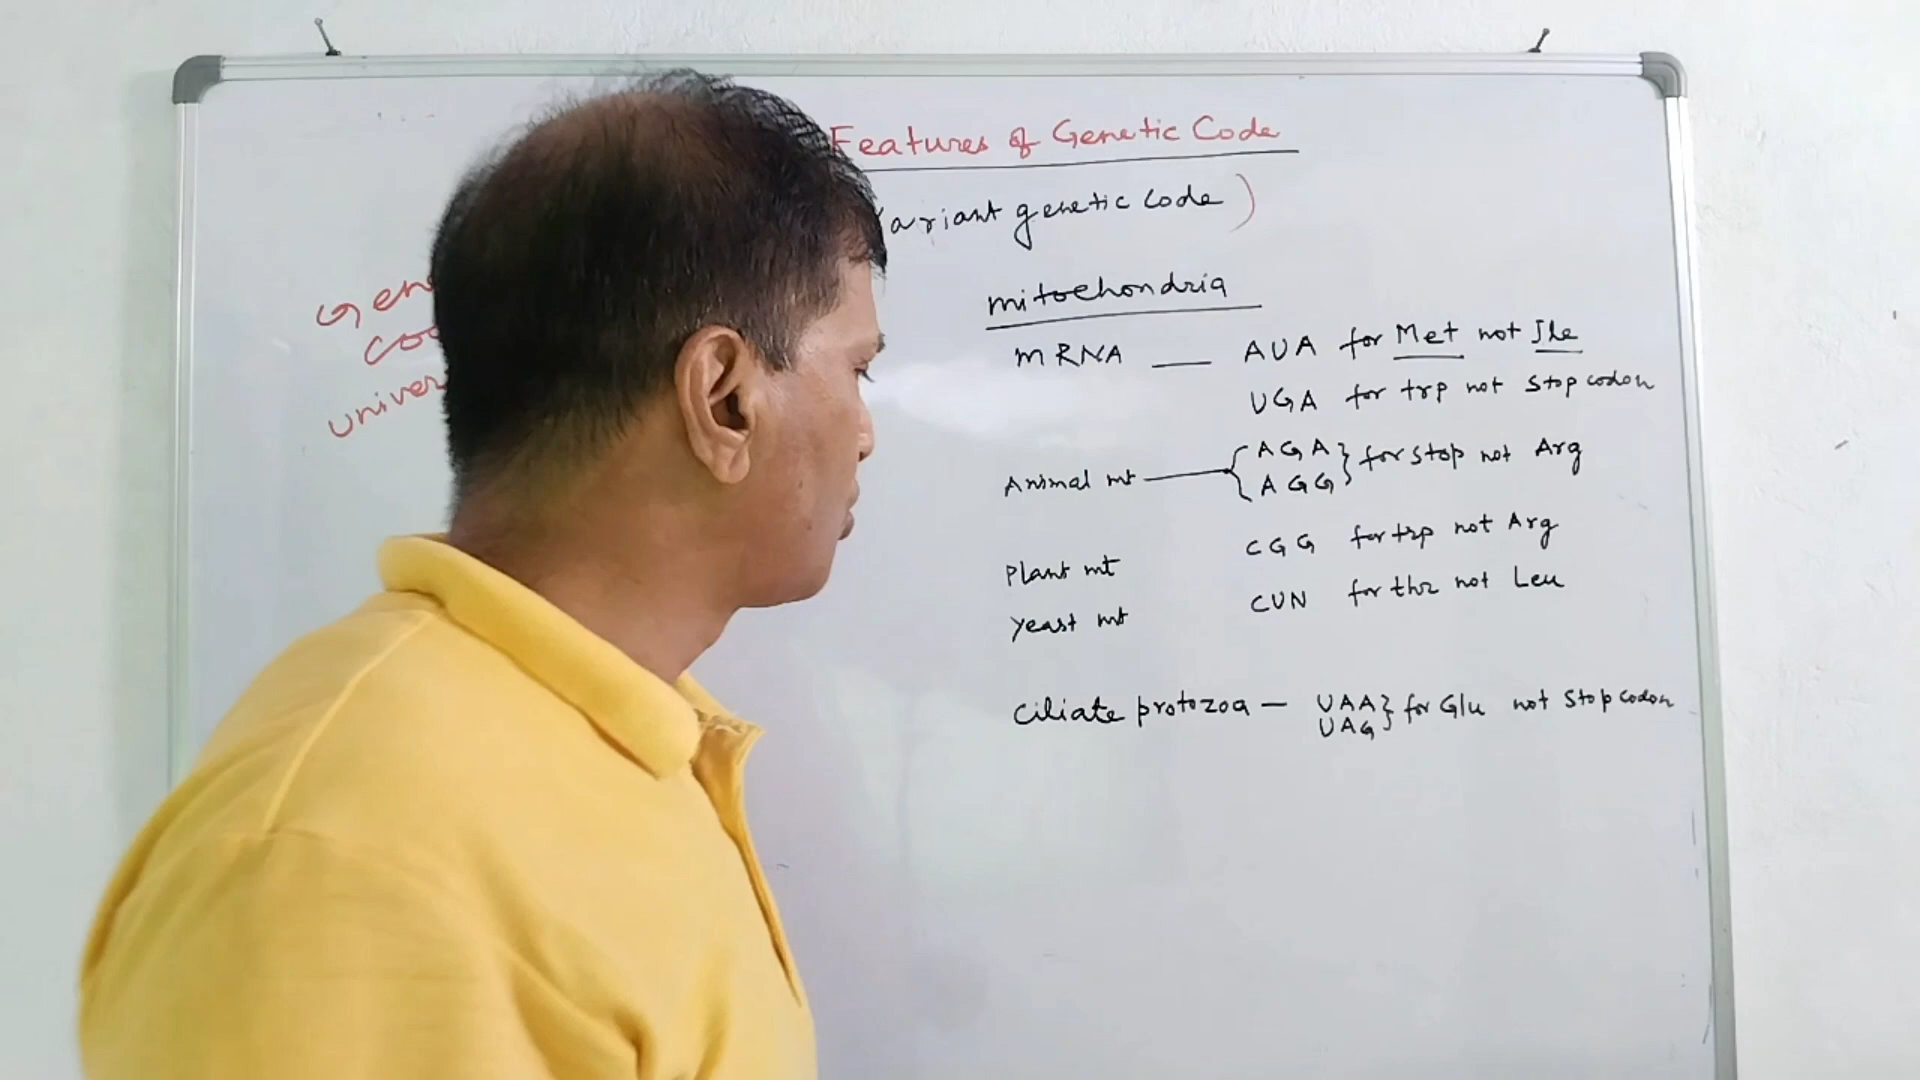 Features of Genetic Code
variant genetic code)
mitochondria
mRNA — AUA for Met not Ile
UGA for trp not stop codon
Animal mt — { AGA } for stop not Arg
AGG
Plant mt CGG for trp not Arg
Yeast mt CUN for thr not Leu
ciliate protozoa — UAA } for Glu not stop codon
UAG